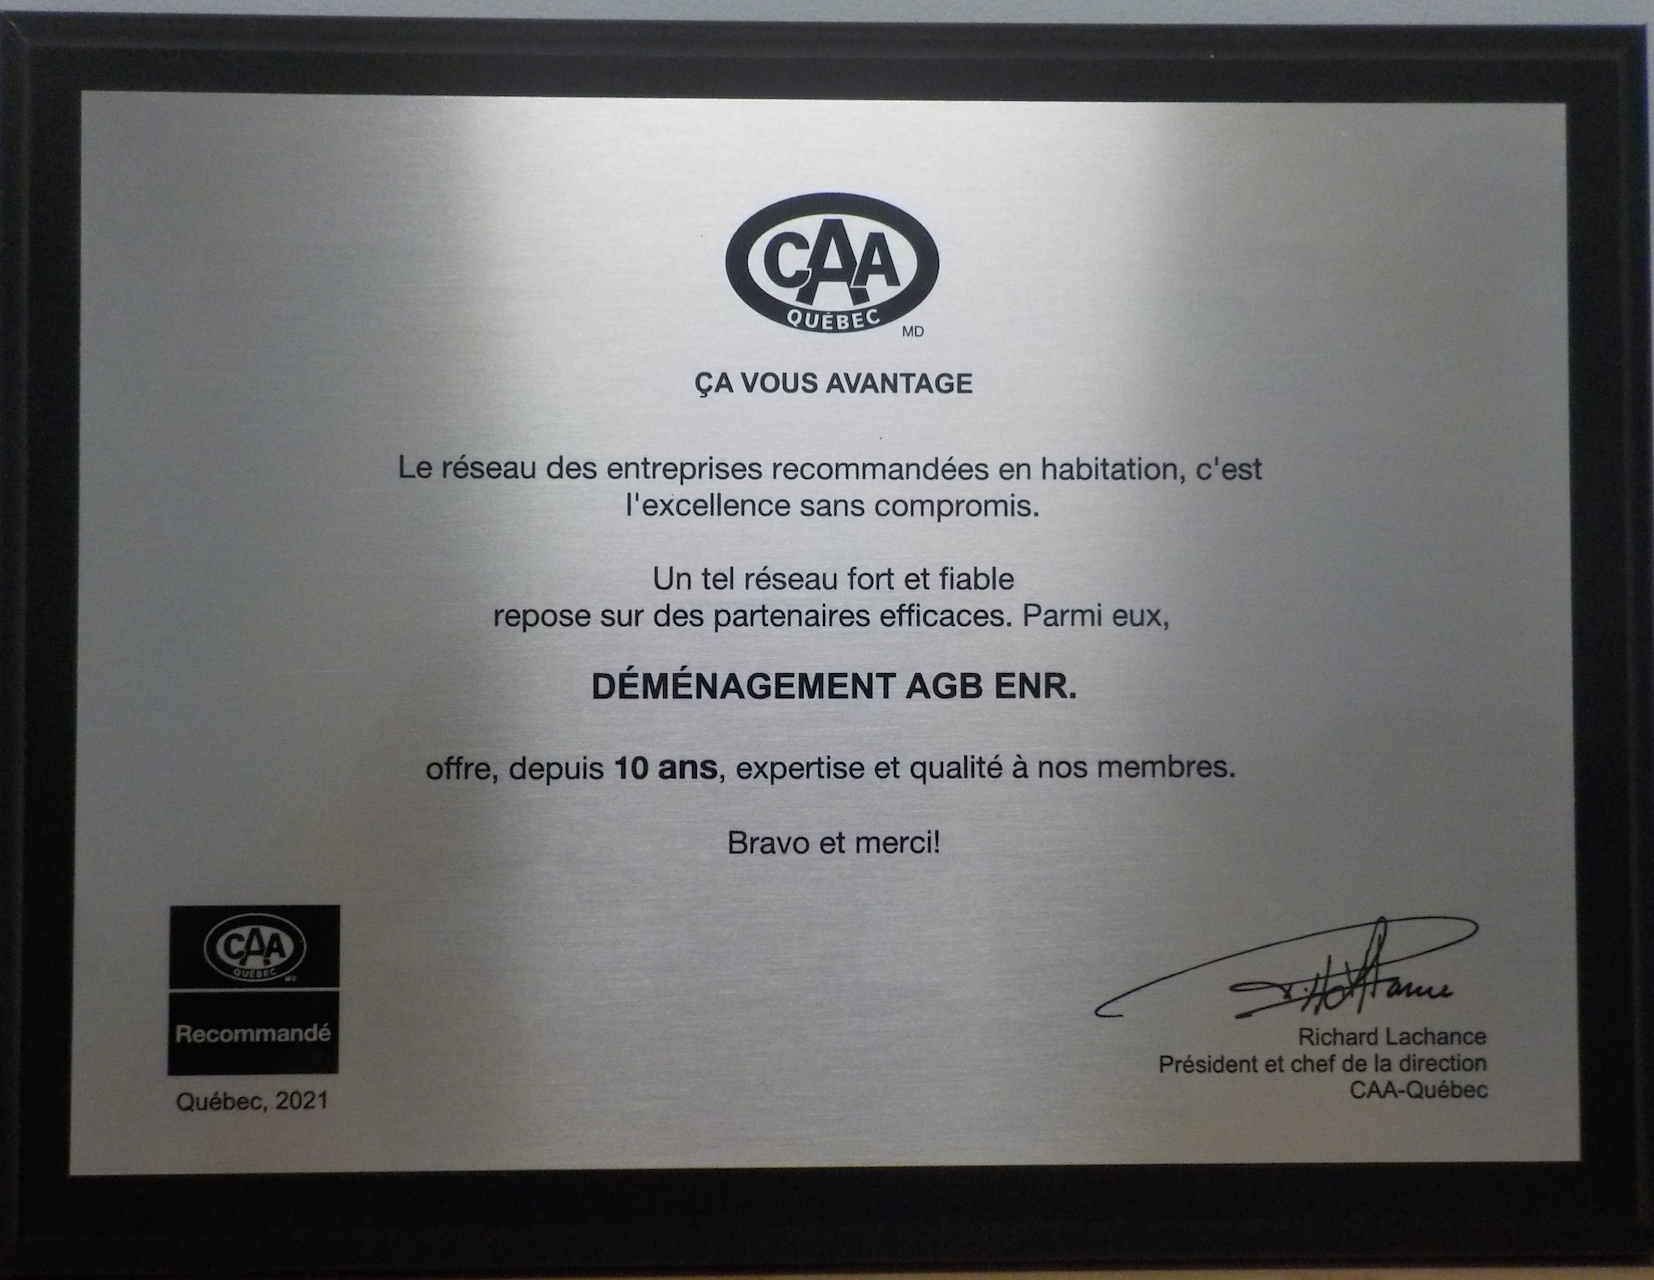 CAA
QUÉBEC
MD
ÇA VOUS AVANTAGE
Le réseau des entreprises recommandées en habitation, c'est
l'excellence sans compromis.
Un tel réseau fort et fiable
repose sur des partenaires efficaces. Parmi eux,
DÉMÉNAGEMENT AGB ENR.
offre, depuis 10 ans, expertise et qualité à nos membres.
Bravo et merci!
CAA
QUÉBEC
MD
Recommandé
Québec, 2021
Richard Lachance
Président et chef de la direction
CAA-Québec